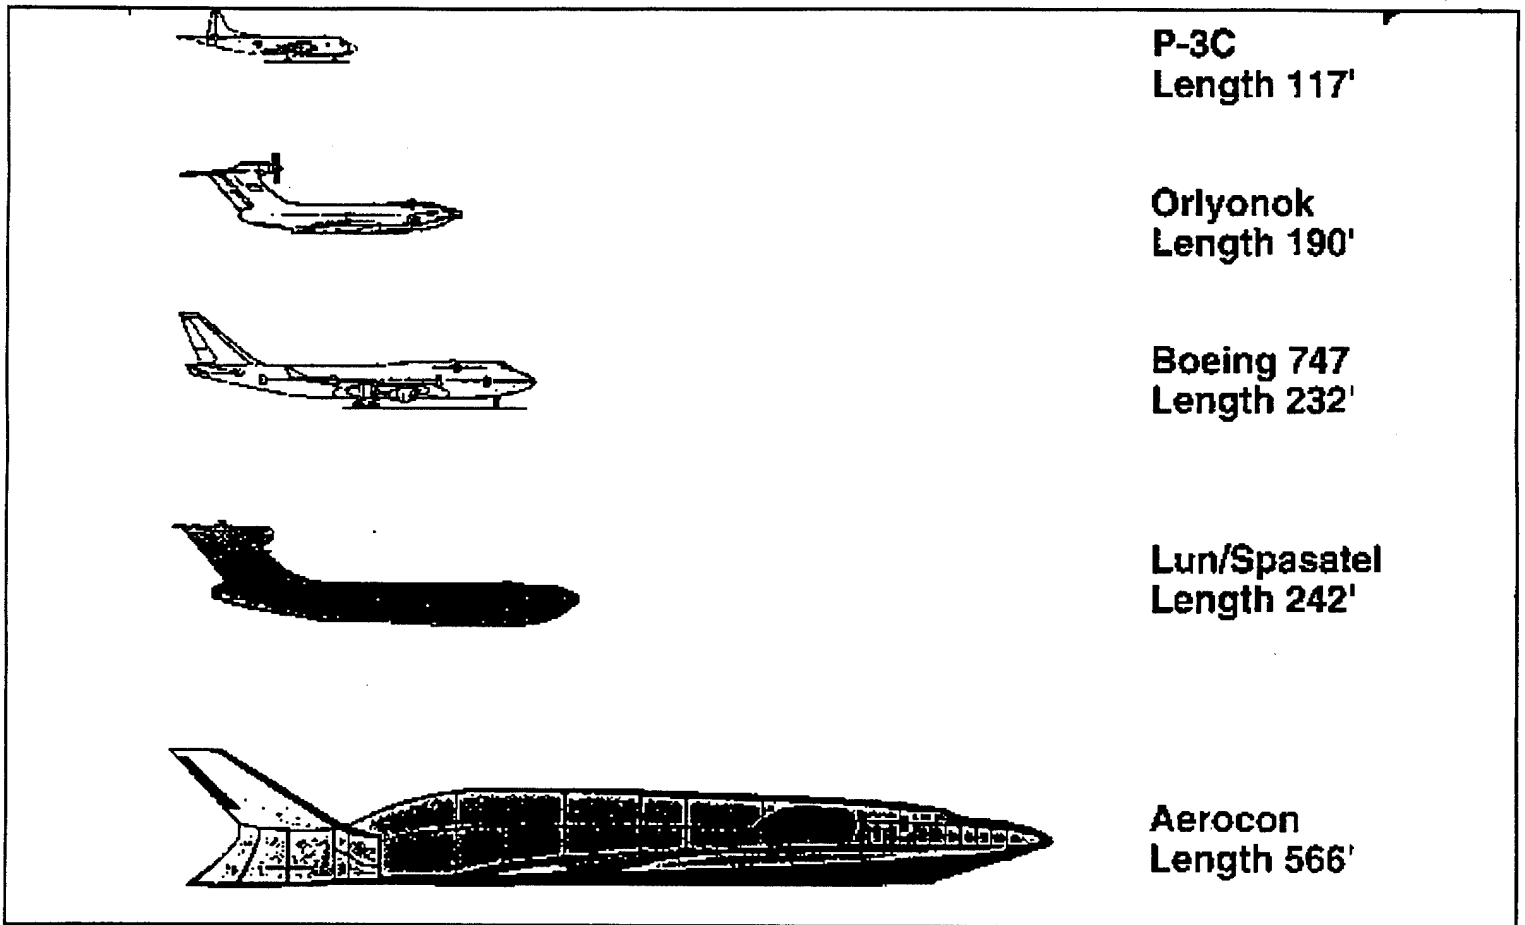 P-3C
Length 117'
Orlyonok
Length 190'
Boeing 747
Length 232'
Lun/Spasatel
Length 242'
Aerocon
Length 566'